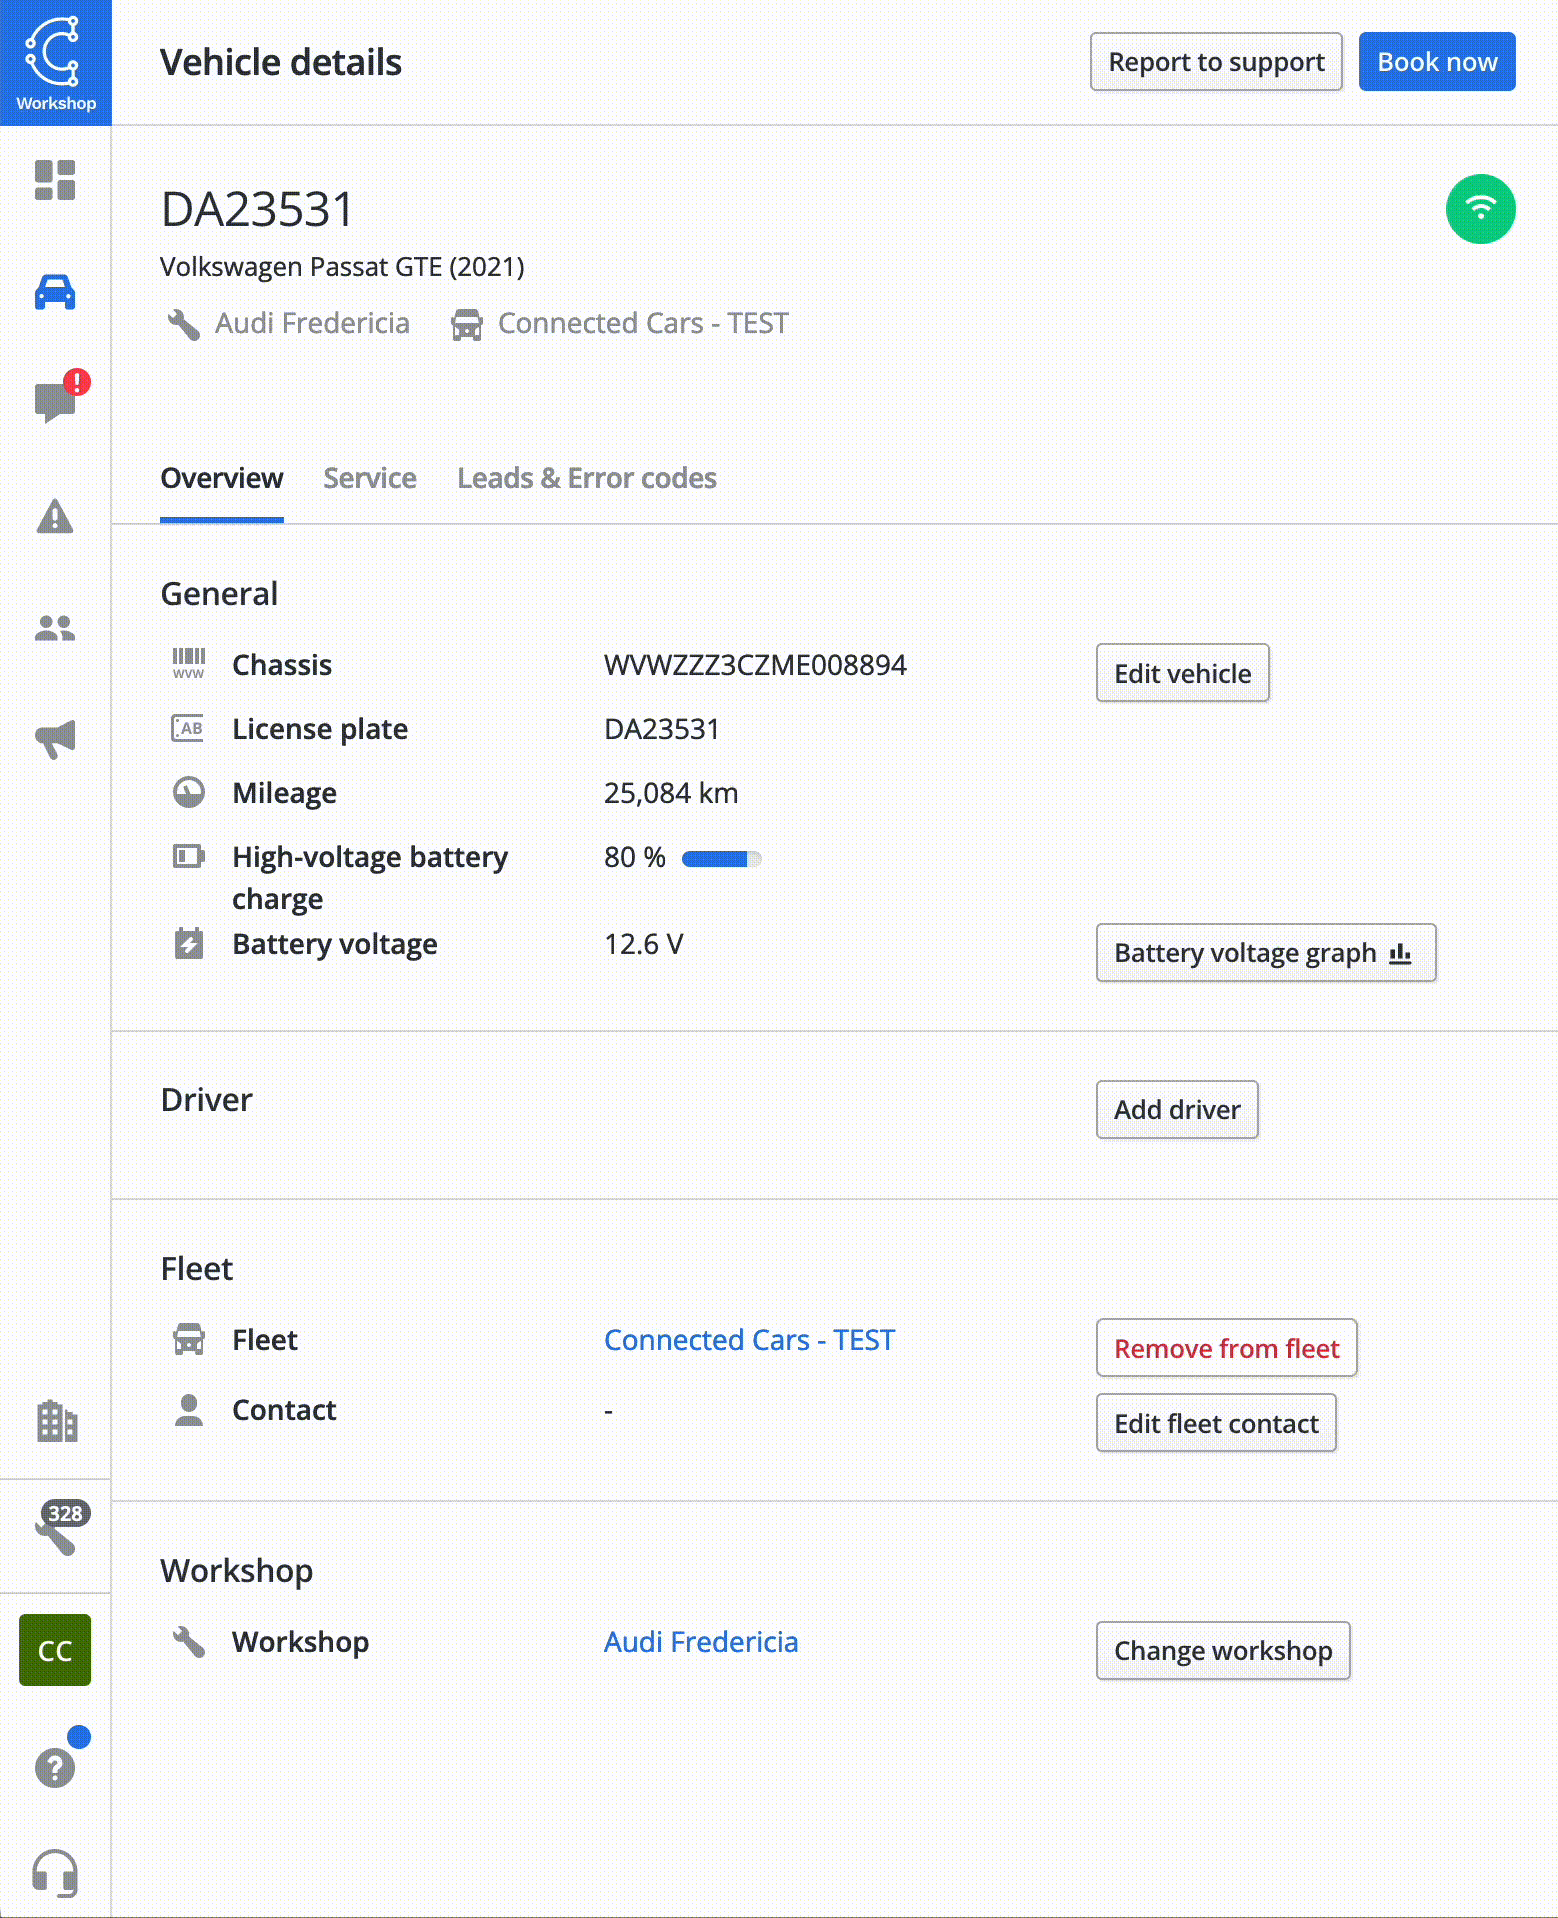 Workshop
Vehicle details
Report to support
Book now
DA23531
Volkswagen Passat GTE (2021)
Audi Fredericia
Connected Cars - TEST
!
Overview
Service
Leads & Error codes
General
WVW
Chassis
WVWZZZ3CZME008894
Edit vehicle
AB
License plate
DA23531
Mileage
25,084 km
High-voltage battery
charge
80 %
Battery voltage
12.6 V
Battery voltage graph
Driver
Add driver
Fleet
Fleet
Connected Cars - TEST
Remove from fleet
Contact
-
Edit fleet contact
328
Workshop
Workshop
Audi Fredericia
Change workshop
CC
?